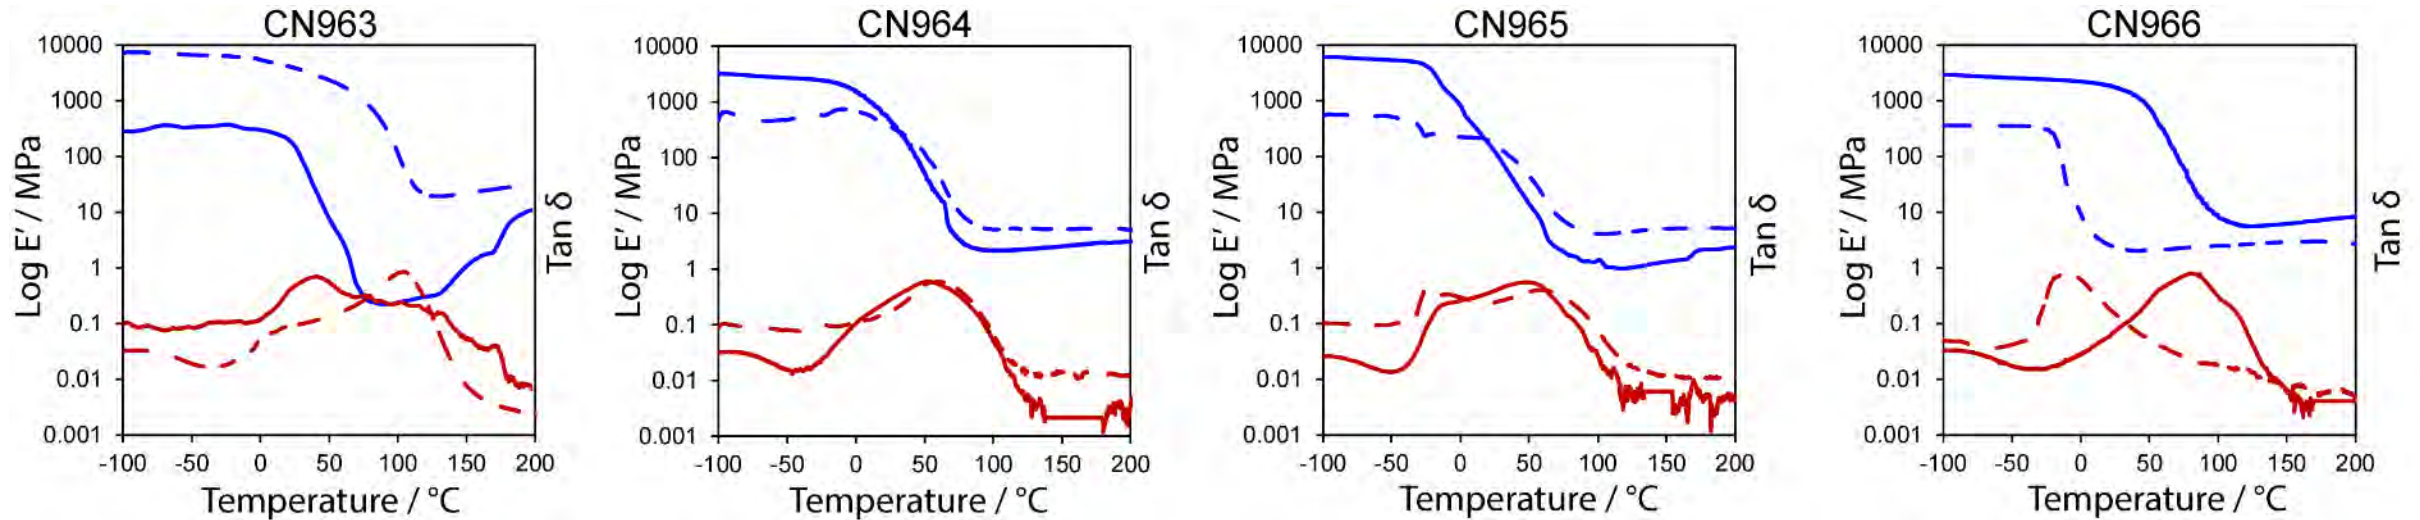 CN963
10000
1000
100
10
1
0.1
0.01
0.001
Log E′ / MPa
Tan δ
-100 -50 0 50 100 150 200
Temperature / °C
CN964
10000
1000
100
10
1
0.1
0.01
0.001
Log E′ / MPa
Tan δ
-100 -50 0 50 100 150 200
Temperature / °C
CN965
10000
1000
100
10
1
0.1
0.01
0.001
Log E′ / MPa
Tan δ
-100 -50 0 50 100 150 200
Temperature / °C
CN966
10000
1000
100
10
1
0.1
0.01
0.001
Log E′ / MPa
Tan δ
-100 -50 0 50 100 150 200
Temperature / °C